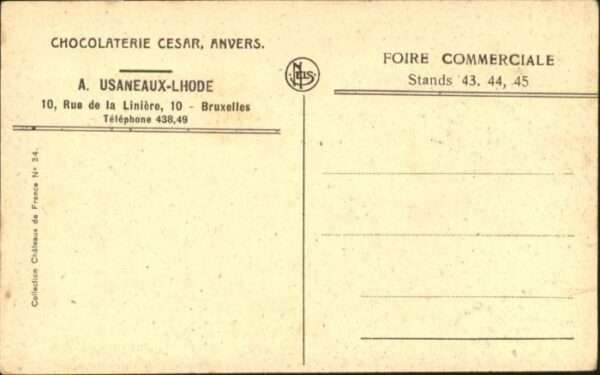 CHOCOLATERIE CESAR, ANVERS.
A. USANEAUX-LHODE
10, Rue de la Linière, 10 - Bruxelles
Téléphone 438,49
NELS
FOIRE COMMERCIALE
Stands 43, 44, 45
Collection Châteaux de France N° 34.